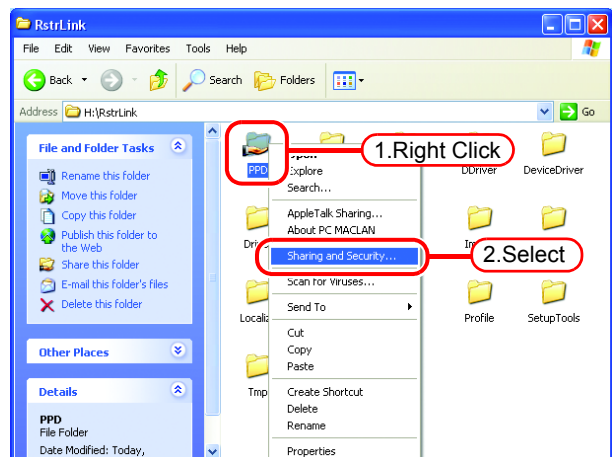 RstrLink
File Edit View Favorites Tools Help
Back Search Folders
Address H:\RstrLink Go
File and Folder Tasks
Rename this folder
Move this folder
Copy this folder
Publish this folder to
the Web
Share this folder
E-mail this folder's files
Delete this folder
Other Places
Details
PPD
File Folder
Date Modified: Today,
PPD
1.Right Click
DDriver
DeviceDriver
Explore
Search...
AppleTalk Sharing...
About PC MACLAN
Sharing and Security...
2.Select
Scan for Viruses...
Send To
Profile
SetupTools
Cut
Copy
Paste
Tmp
Create Shortcut
Delete
Rename
Properties